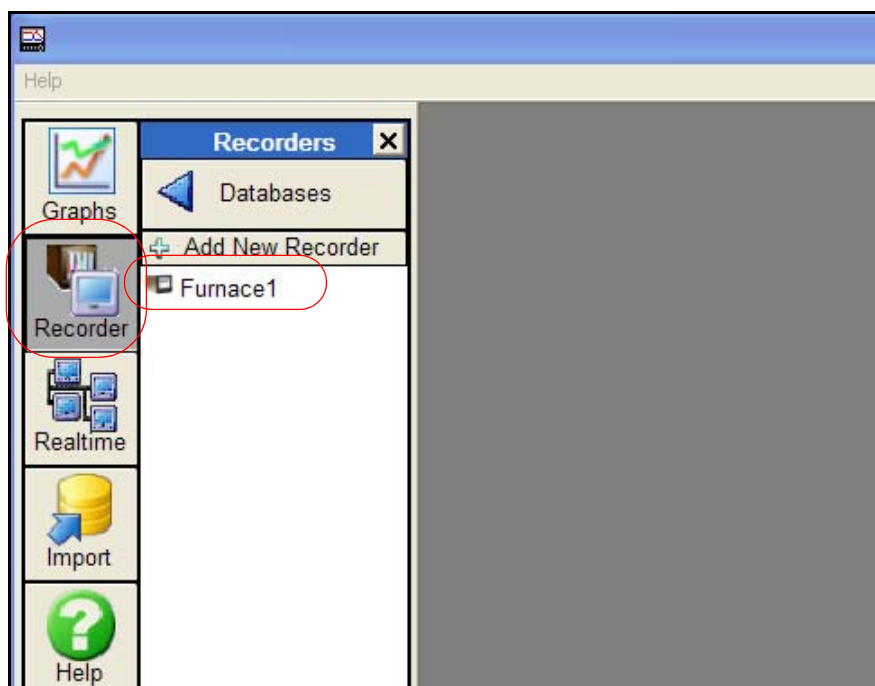 Help
Recorders
Databases
Add New Recorder
Furnace1
Graphs
Recorder
Realtime
Import
Help